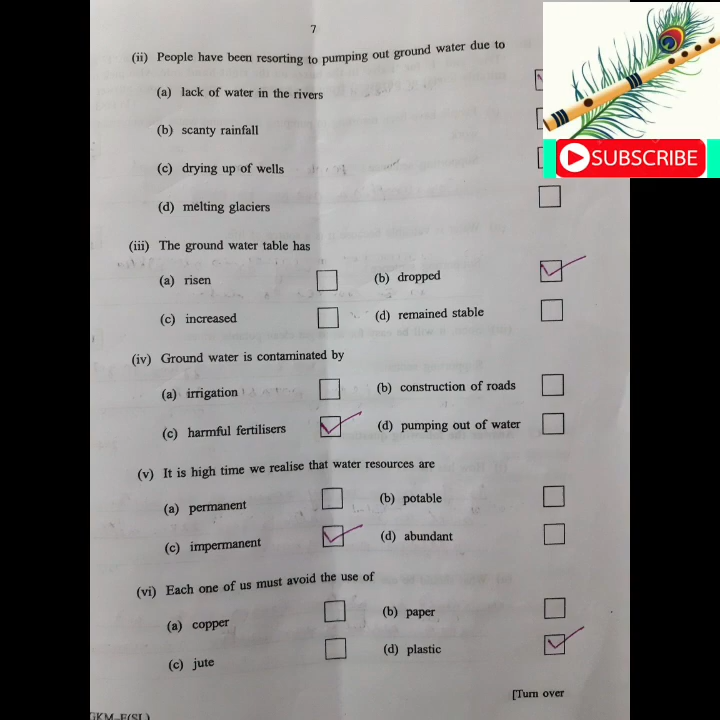 7
(ii) People have been resorting to pumping out ground water due to
(a) lack of water in the rivers
(b) scanty rainfall
(c) drying up of wells
(d) melting glaciers
SUBSCRIBE
(iii) The ground water table has
(a) risen (b) dropped
(c) increased (d) remained stable
(iv) Ground water is contaminated by
(a) irrigation (b) construction of roads
(c) harmful fertilisers (d) pumping out of water
(v) It is high time we realise that water resources are
(a) permanent (b) potable
(c) impermanent (d) abundant
(vi) Each one of us must avoid the use of
(a) copper (b) paper
(c) jute (d) plastic
[Turn over